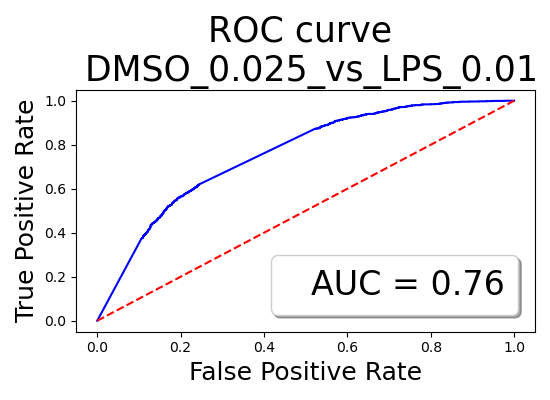 ROC curve
DMSO_0.025_vs_LPS_0.01
True Positive Rate
1.0
0.8
0.6
0.4
0.2
0.0
AUC = 0.76
0.0 0.2 0.4 0.6 0.8 1.0
False Positive Rate